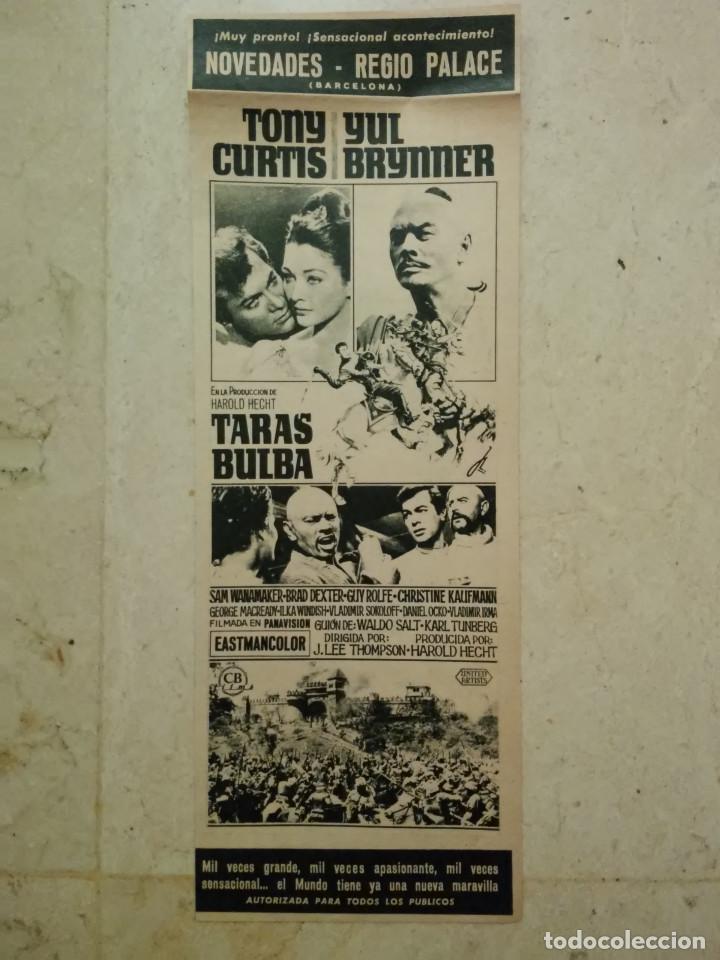 ¡Muy pronto! ¡Sensacional acontecimiento!
NOVEDADES - REGIO PALACE
(BARCELONA)
TONY YUL
CURTIS BRYNNER
EN LA PRODUCCION DE
HAROLD HECHT
TARAS
BULBA
SAM WANAMAKER-BRAD DEXTER-GUY ROLFE-CHRISTINE KAUFMANN
GEORGE MACREADY-ILKA WINDISH-VLADIMIR SOKOLOFF-DANIEL OCKO-VLADIMIR IRMA
FILMADA EN PANAVISION GUIÓN DE: WALDO SALT-KARL TUNBERG
EASTMANCOLOR DIRIGIDA POR: PRODUCIDA POR:
J. LEE THOMPSON-HAROLD HECHT
CB UNITED
ARTISTS
Mil veces grande, mil veces apasionante, mil veces
sensacional... el Mundo tiene ya una nueva maravilla
AUTORIZADA PARA TODOS LOS PUBLICOS
todocoleccion